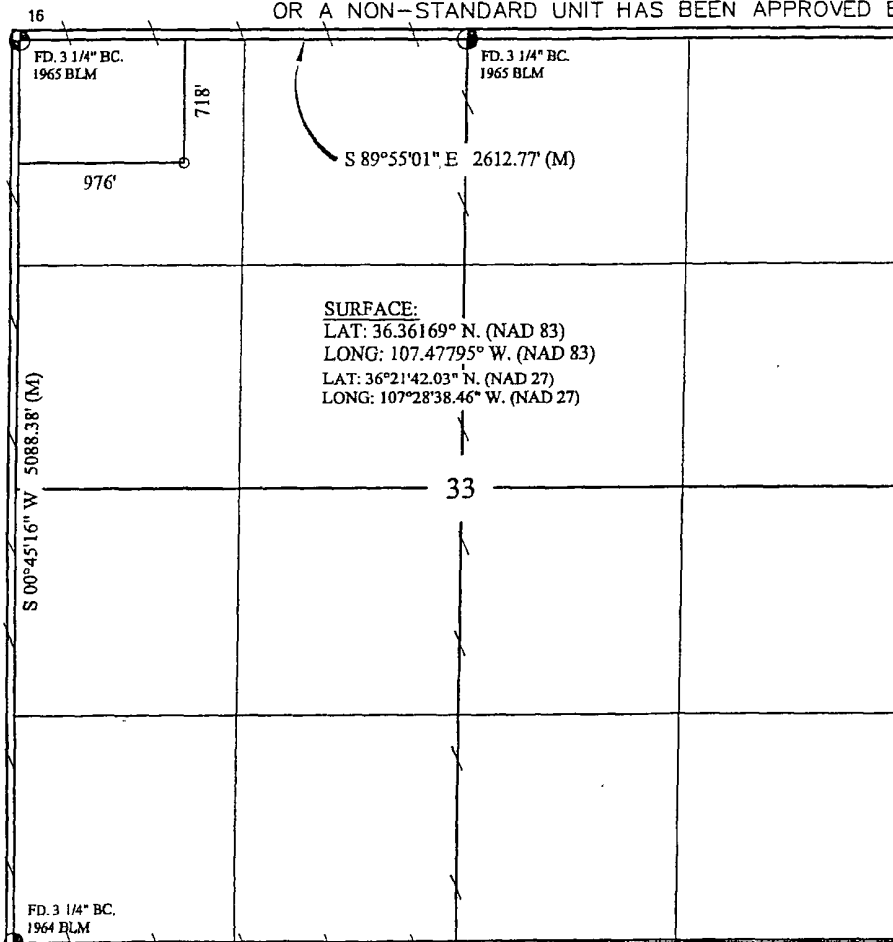 16
OR A NON-STANDARD UNIT HAS BEEN APPROVED
FD. 3 1/4" BC.
1965 BLM
FD. 3 1/4" BC.
1965 BLM
718'
976'
S 89°55'01" E 2612.77' (M)
SURFACE:
LAT: 36.36169° N. (NAD 83)
LONG: 107.47795° W. (NAD 83)
LAT: 36°21'42.03" N. (NAD 27)
LONG: 107°28'38.46" W. (NAD 27)
S 00°45'16" W 5088.38' (M)
33
FD. 3 1/4" BC.
1964 BLM